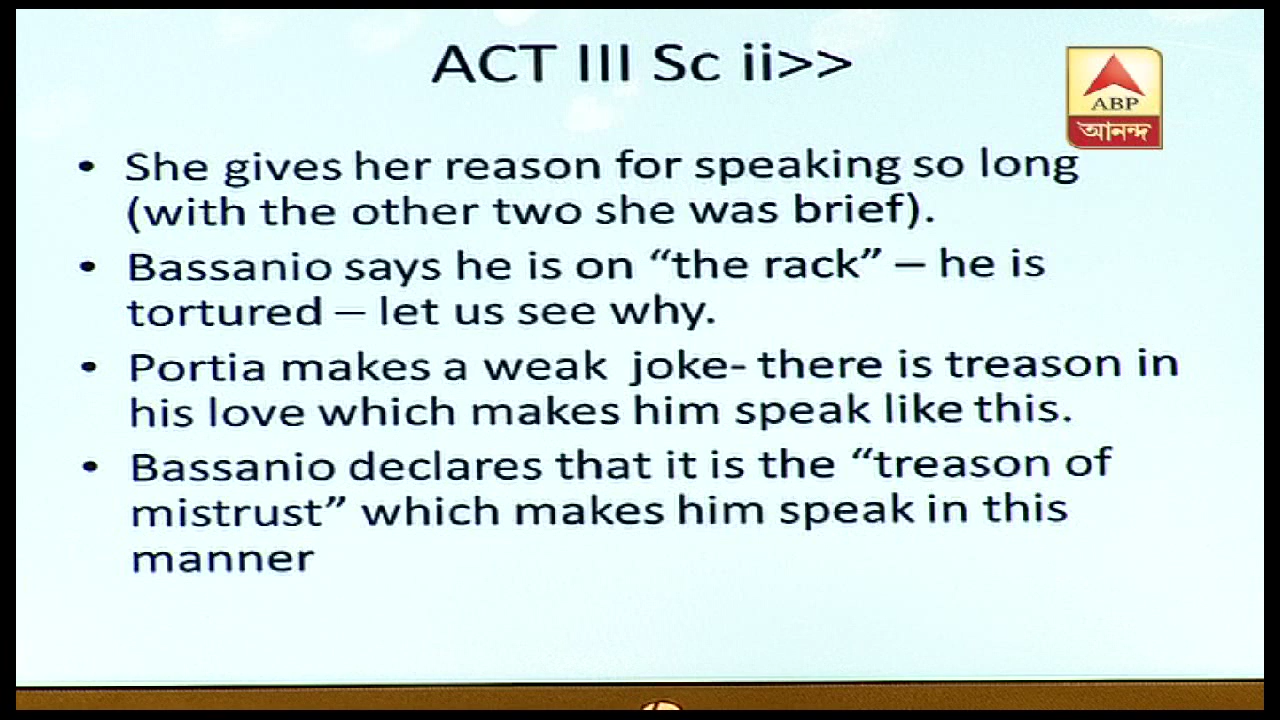 ACT III Sc ii>>
ABP
আনন্দ
• She gives her reason for speaking so long
(with the other two she was brief).
• Bassanio says he is on “the rack” – he is
tortured – let us see why.
• Portia makes a weak joke- there is treason in
his love which makes him speak like this.
• Bassanio declares that it is the “treason of
mistrust” which makes him speak in this
manner